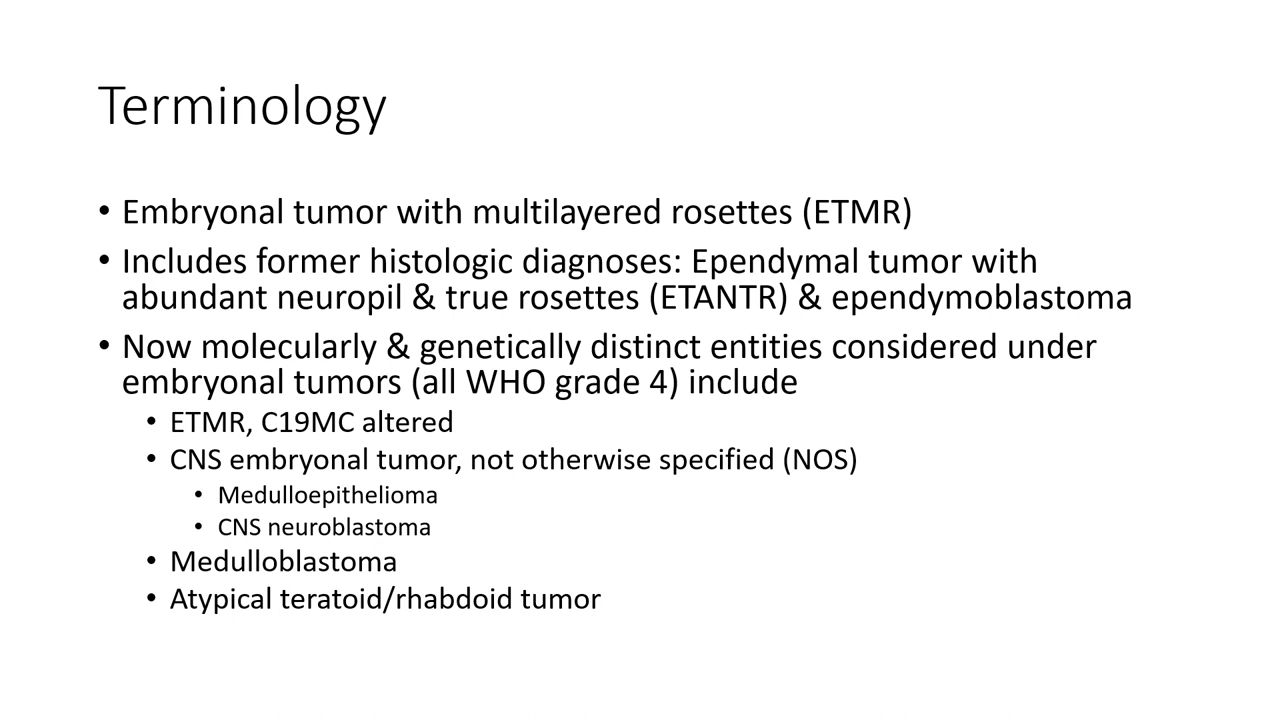 Terminology
• Embryonal tumor with multilayered rosettes (ETMR)
• Includes former histologic diagnoses: Ependymal tumor with
abundant neuropil & true rosettes (ETANTR) & ependymoblastoma
• Now molecularly & genetically distinct entities considered under
embryonal tumors (all WHO grade 4) include
• ETMR, C19MC altered
• CNS embryonal tumor, not otherwise specified (NOS)
• Medulloepithelioma
• CNS neuroblastoma
• Medulloblastoma
• Atypical teratoid/rhabdoid tumor